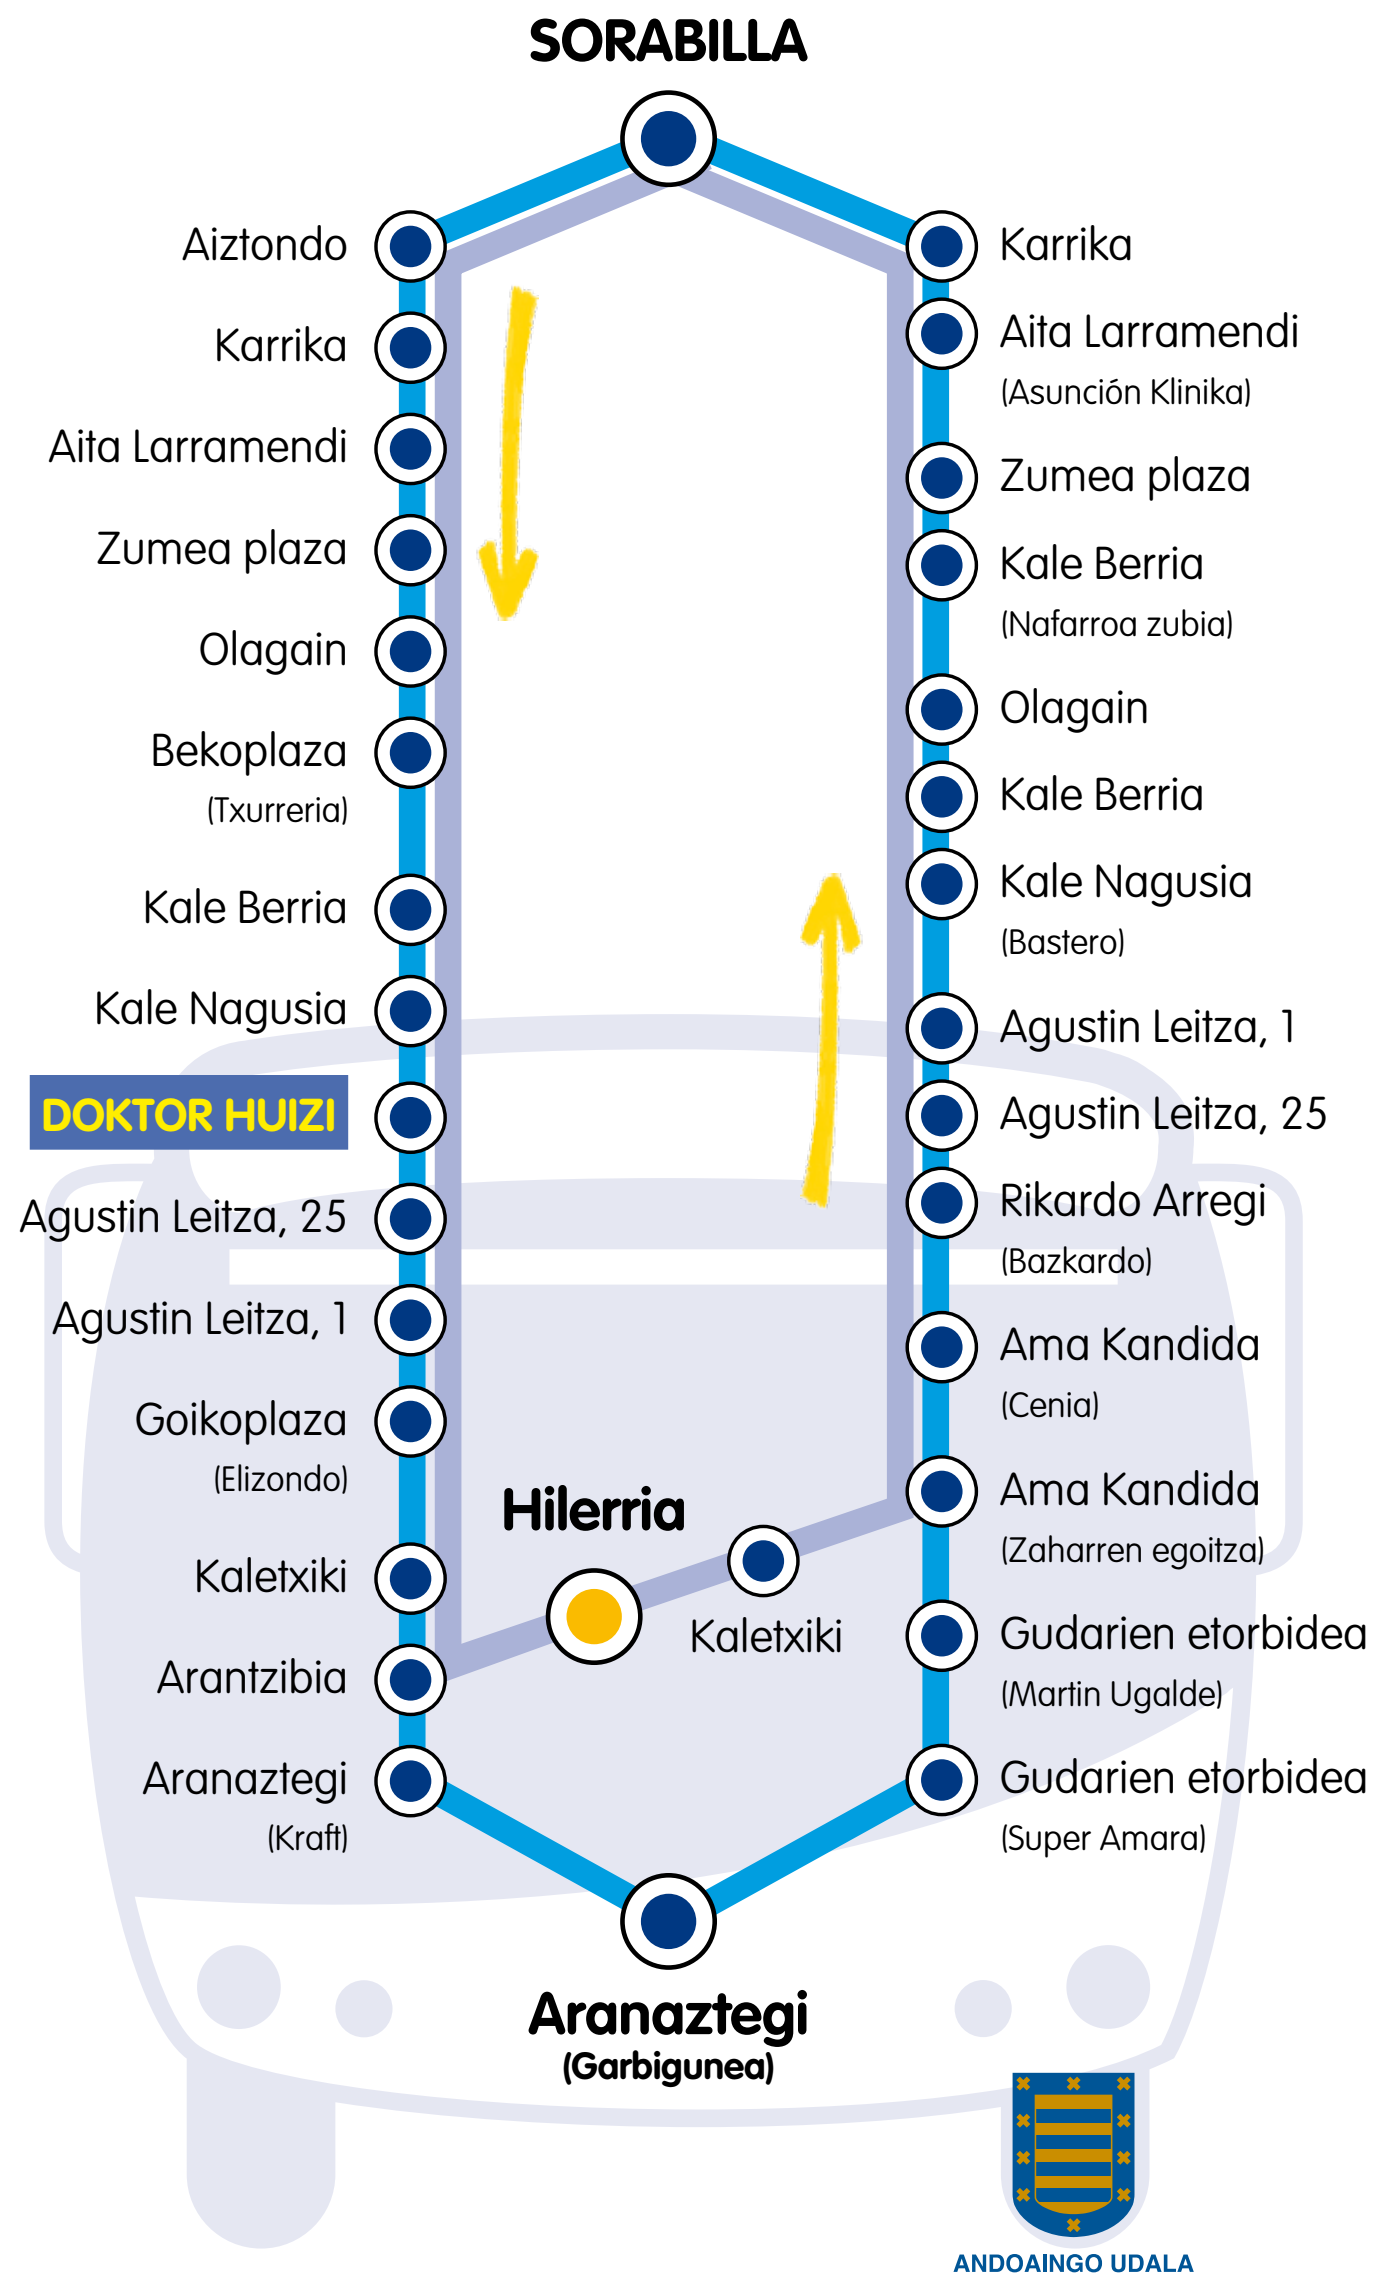 SORABILLA
Aiztondo
Karrika
Aita Larramendi
Zumea plaza
Olagain
Bekoplaza
(Txurreria)
Kale Berria
Kale Nagusia
DOKTOR HUIZI
Agustin Leitza, 25
Agustin Leitza, 1
Goikoplaza
(Elizondo)
Kaletxiki
Arantzibia
Aranaztegi
(Kraft)
Hilerria
Kaletxiki
Karrika
Aita Larramendi
(Asunción Klinika)
Zumea plaza
Kale Berria
(Nafarroa zubia)
Olagain
Kale Berria
Kale Nagusia
(Bastero)
Agustin Leitza, 1
Agustin Leitza, 25
Rikardo Arregi
(Bazkardo)
Ama Kandida
(Cenia)
Ama Kandida
(Zaharren egoitza)
Gudarien etorbidea
(Martin Ugalde)
Gudarien etorbidea
(Super Amara)
Aranaztegi
(Garbigunea)
ANDOAINGO UDALA